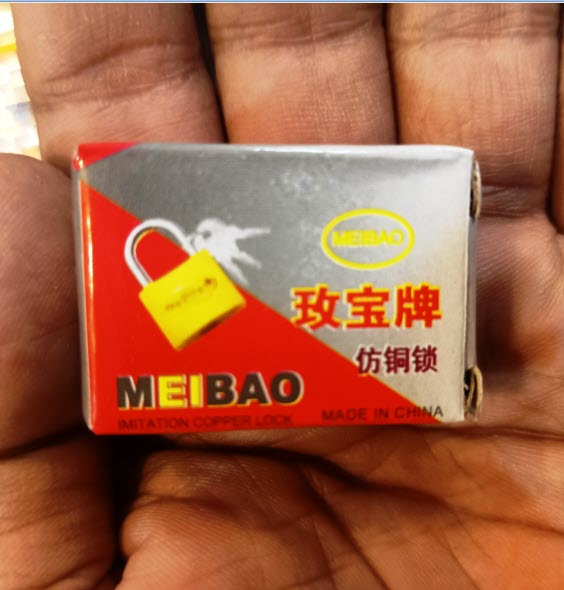 MEIBAO
玫宝牌
仿铜锁
MEIBAO
IMITATION COPPER LOCK
MADE IN CHINA